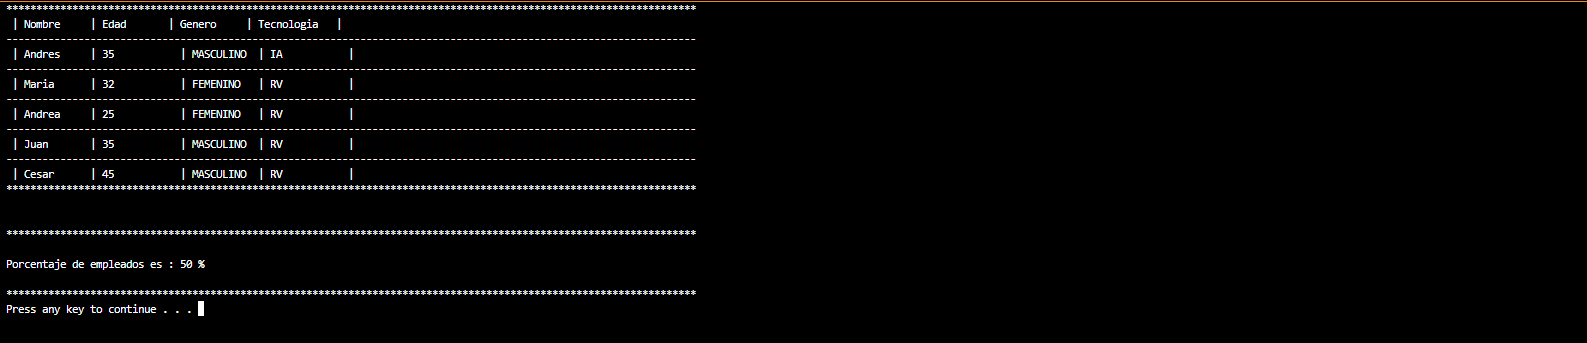 *******************************************************************************************************************
| Nombre | Edad | Genero | Tecnologia |
-------------------------------------------------------------------------------------------------------------------
| Andres | 35 | MASCULINO | IA |
-------------------------------------------------------------------------------------------------------------------
| Maria | 32 | FEMENINO | RV |
-------------------------------------------------------------------------------------------------------------------
| Andrea | 25 | FEMENINO | RV |
-------------------------------------------------------------------------------------------------------------------
| Juan | 35 | MASCULINO | RV |
-------------------------------------------------------------------------------------------------------------------
| Cesar | 45 | MASCULINO | RV |
*******************************************************************************************************************
*******************************************************************************************************************
Porcentaje de empleados es : 50 %
*******************************************************************************************************************
Press any key to continue . . .